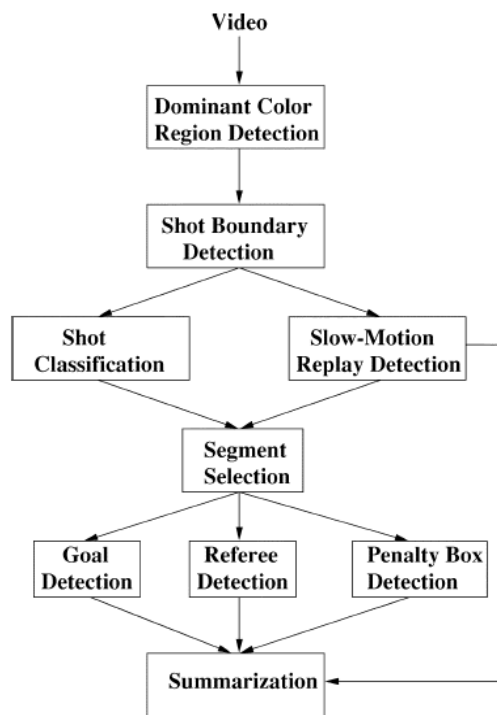 Video
Dominant Color
Region Detection
Shot Boundary
Detection
Shot
Classification
Slow-Motion
Replay Detection
Segment
Selection
Goal
Detection
Referee
Detection
Penalty Box
Detection
Summarization